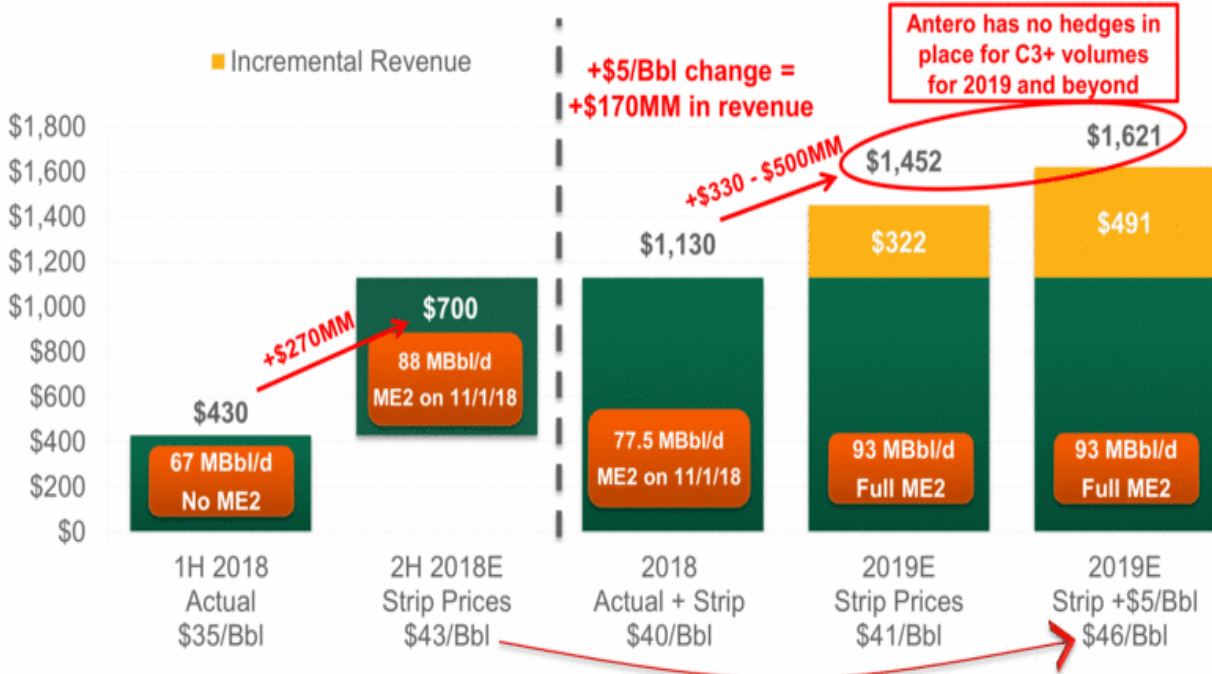 Incremental Revenue
+$5/Bbl change =
+$170MM in revenue
Antero has no hedges in
place for C3+ volumes
for 2019 and beyond
$1,800
$1,600
$1,400
$1,200
$1,000
$800
$600
$400
$200
$0
$430
67 MBbl/d
No ME2
+$270MM
$700
88 MBbl/d
ME2 on 11/1/18
$1,130
77.5 MBbl/d
ME2 on 11/1/18
+$330 - $500MM
$1,452
$322
93 MBbl/d
Full ME2
$1,621
$491
93 MBbl/d
Full ME2
1H 2018
Actual
$35/Bbl
2H 2018E
Strip Prices
$43/Bbl
2018
Actual + Strip
$40/Bbl
2019E
Strip Prices
$41/Bbl
2019E
Strip +$5/Bbl
$46/Bbl